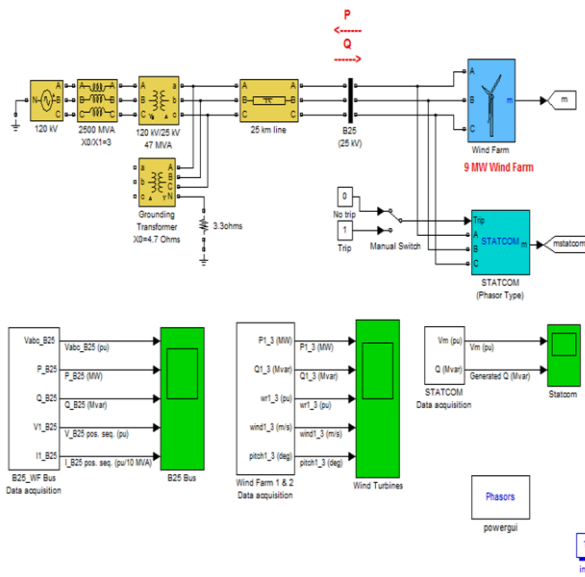 P
<------
Q
------>
N
A
B
C
A
B
C
A
B
C
A
B
C
A
B
C
a
b
c
A
B
C
A
B
C
A
B
C
m
m
120 kV
2500 MVA
X0/X1=3
120 kV/25 kV
47 MVA
25 km line
B25
(25 kV)
Wind Farm
9 MW Wind Farm
a
b
c
A
B
C
N
Grounding
Transformer
X0=4.7 Ohms
3.3ohms
0
No trip
1
Trip
Manual Switch
Trip
A
B
C
STATCOM
m
mstatcom
STATCOM
(Phasor Type)
Vabc_B25
Vabc_B25 (pu)
P_B25
P_B25 (MW)
Q_B25
Q_B25 (Mvar)
V1_B25
V_B25 pos. seq. (pu)
I1_B25
I_B25 pos. seq. (pu/10 MVA)
B25_WF Bus
Data acquisition
B25 Bus
P1_3 (MW)
P1_3 (MW)
Q1_3 (Mvar)
Q1_3 (Mvar)
wr1_3 (pu)
wr1_3 (pu)
wind1_3 (m/s)
wind1_3 (m/s)
pitch1_3 (deg)
pitch1_3 (deg)
Wind Farm 1 & 2
Data acquisition
Wind Turbines
Vm (pu)
Vm (pu)
Q (Mvar)
Generated Q (Mvar)
STATCOM
Data acquisition
Statcom
Phasors
powergui